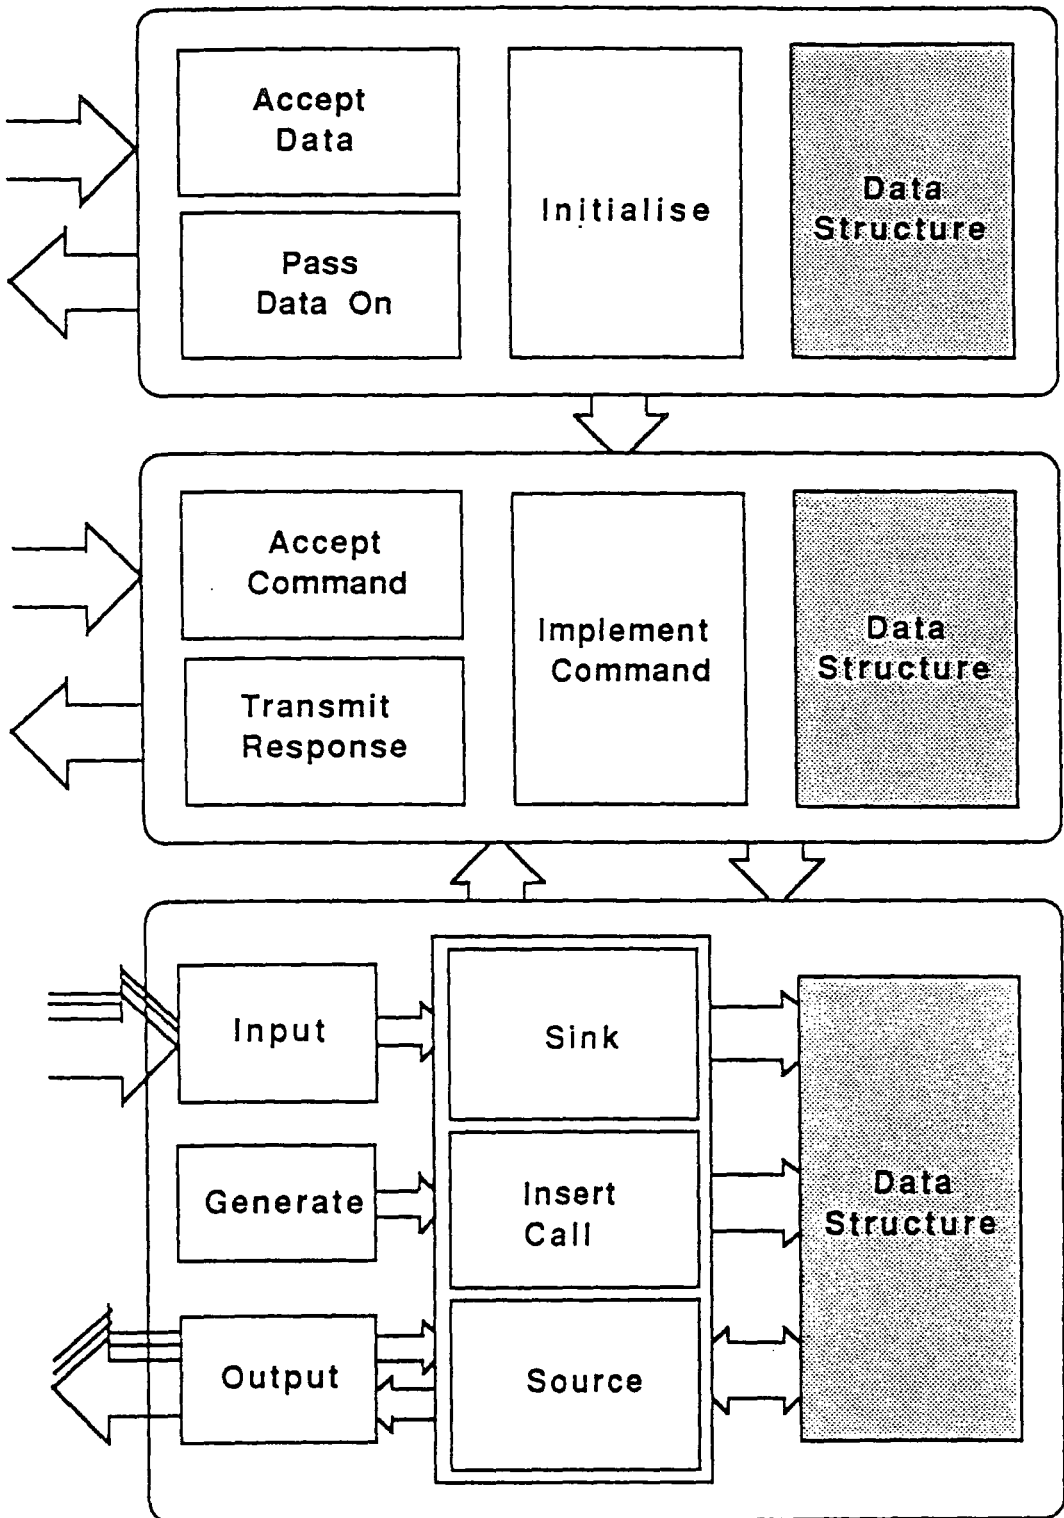 Accept
Data
Pass
Data On
Initialise
Data
Structure
Accept
Command
Transmit
Response
Implement
Command
Data
Structure
Input
Generate
Output
Sink
Insert
Call
Source
Data
Structure